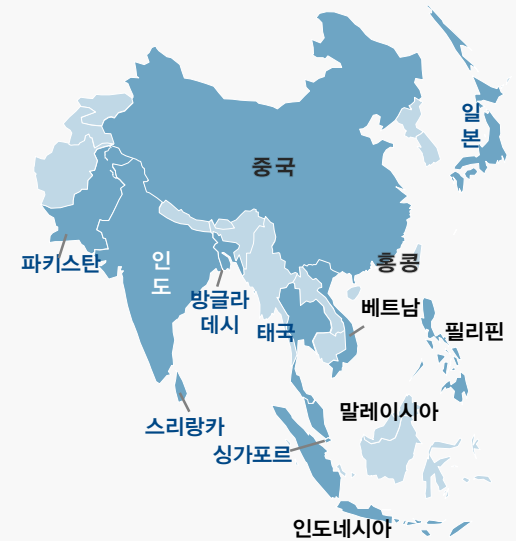 일
본
중국
홍콩
파키스탄
인
도
방글라
데시
태국
베트남
필리핀
말레이시아
스리랑카
싱가포르
인도네시아